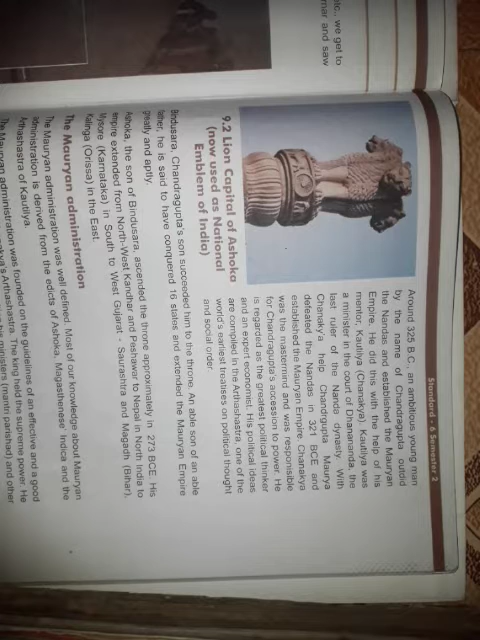 atc., we get to
mar and saw
Standard - 6 Semester 2
Around 325 B.C., an ambitious young man
by the name of Chandragupta outdid
the Nandas and established the Mauryan
Empire. He did this with the help of his
mentor, Kautilya (Chanakya). Kautilya was
a minister in the court of Dhanananda, the
last ruler of the Nanda dynasty. With
Chanaky'a help, Chandragupta Maurya
defeated the Nandas in 321 BCE and
established the Mauryan Empire. Chanakya
was the mastermind and was responsible
for Chandragupta's accession to power. He
is regarded as the greatest political thinker
and an expert economist. His political ideas
are compiled in the Arthashastra, one of the
world's earliest treatises on political thought
and social order.
9.2 Lion Capital of Ashoka
(now used as National
Emblem of India)
Bindusara, Chandragupta's son succeeded him to the throne. An able son of an able
father, he is said to have conquered 16 states and extended the Mauryan Empire
greatly and aptly.
Ashoka, the son of Bindusara, ascended the throne approximately in 273 BCE. His
empire extended from North-West Kandhar and Peshawar to Nepal in North India to
Mysore (Karnataka) in South to West Gujarat - Saurashtra and Magadh (Bihar),
Kalinga (Orissa) in the East.
The Mauryan administration
The Mauryan administration was well defined. Most of our knowledge about Mauryan
administration is derived from the edicts of Ashoka, Magasthenese' Indica and the
Arthashastra of Kautilya.
The Mauryan administration was founded on the guidelines of an effective and a good
Arthashastra. The king held the supreme power. He
ministers (mantri parishad) and other